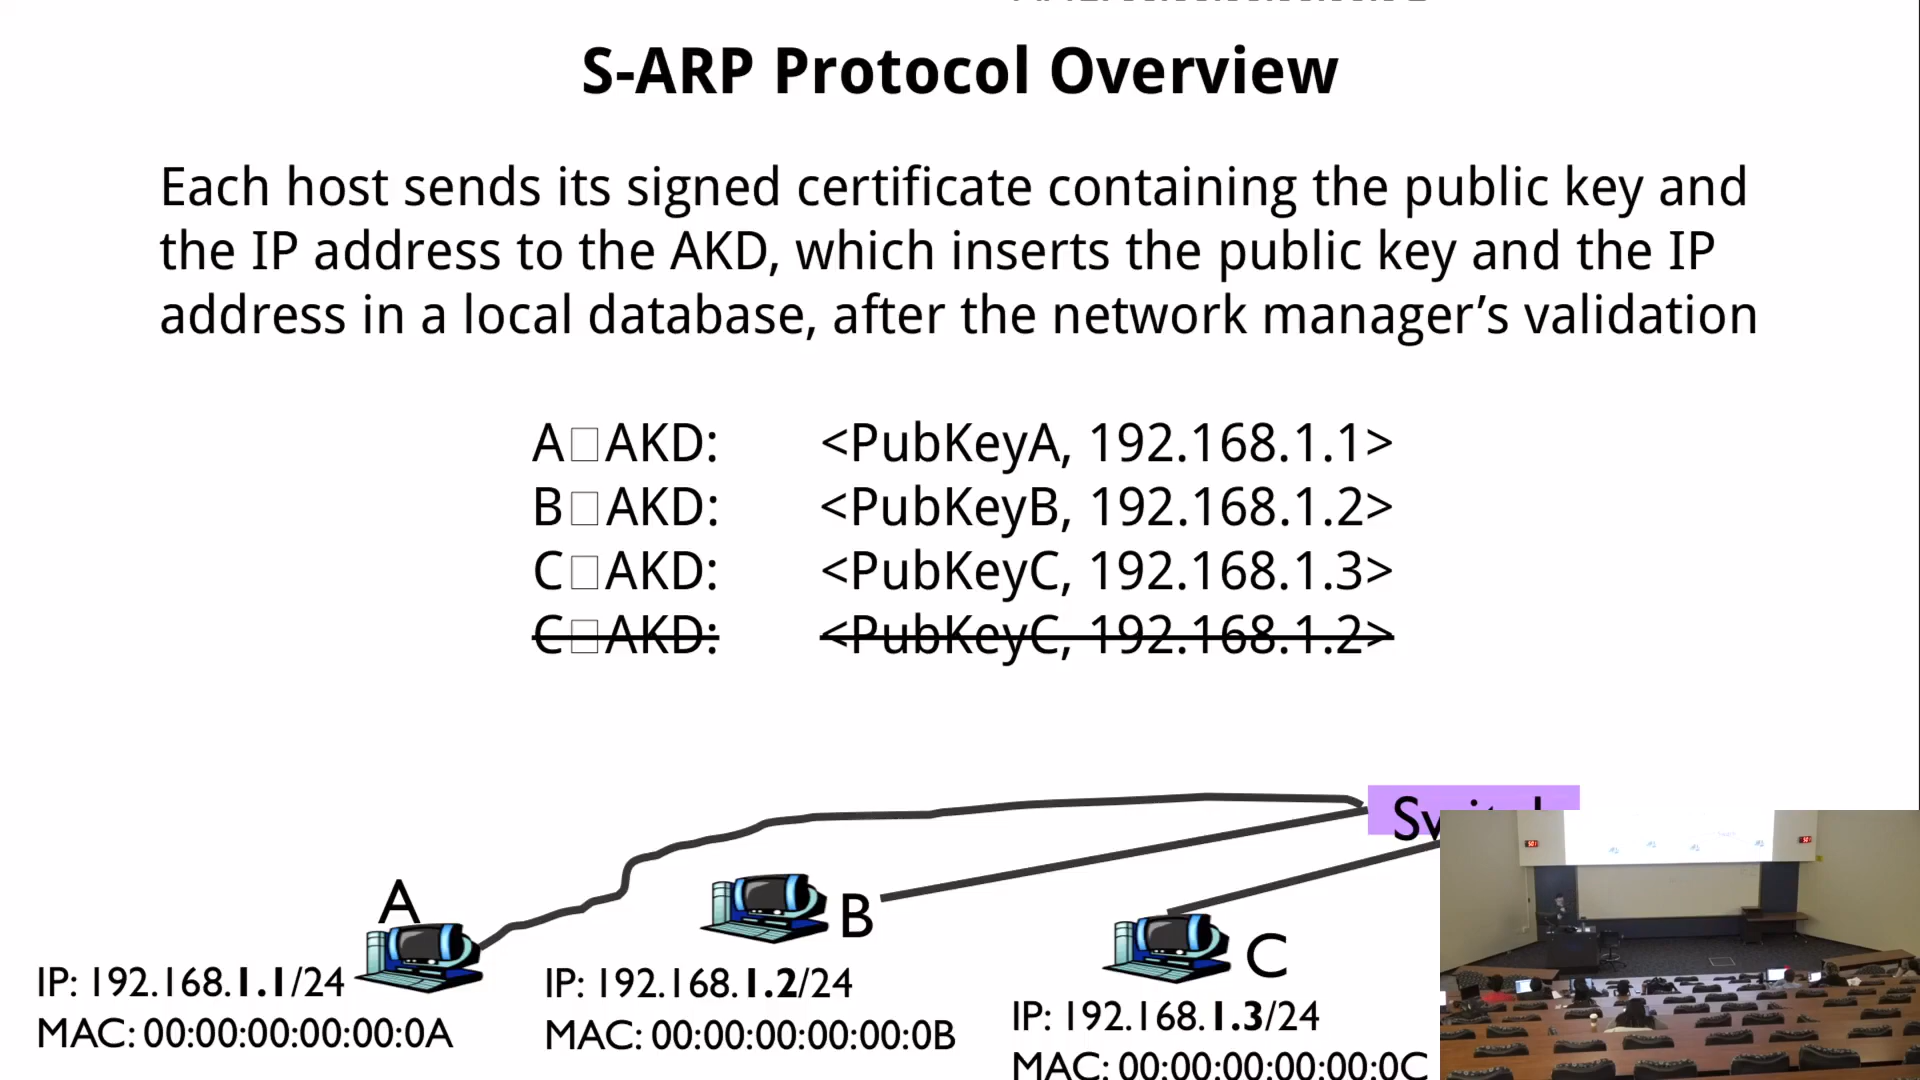 S-ARP Protocol Overview
Each host sends its signed certificate containing the public key and
the IP address to the AKD, which inserts the public key and the IP
address in a local database, after the network manager’s validation
A□AKD: <PubKeyA, 192.168.1.1>
B□AKD: <PubKeyB, 192.168.1.2>
C□AKD: <PubKeyC, 192.168.1.3>
C□AKD: <PubKeyC, 192.168.1.2>
A
B
C
IP: 192.168.1.1/24
MAC: 00:00:00:00:00:0A
IP: 192.168.1.2/24
MAC: 00:00:00:00:00:0B
IP: 192.168.1.3/24
MAC: 00:00:00:00:00:0C